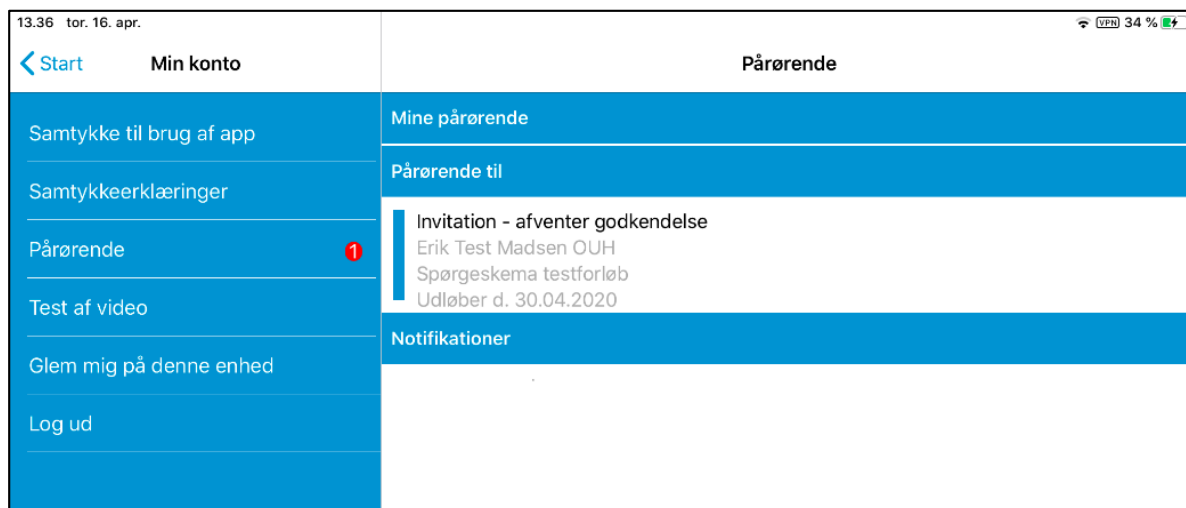 13.36 tor. 16. apr.
VPN 34 %
Start
Min konto
Pårørende
Samtykke til brug af app
Samtykkeerklæringer
Pårørende 1
Test af video
Glem mig på denne enhed
Log ud
Mine pårørende
Pårørende til
Invitation - afventer godkendelse
Erik Test Madsen OUH
Spørgeskema testforløb
Udløber d. 30.04.2020
Notifikationer